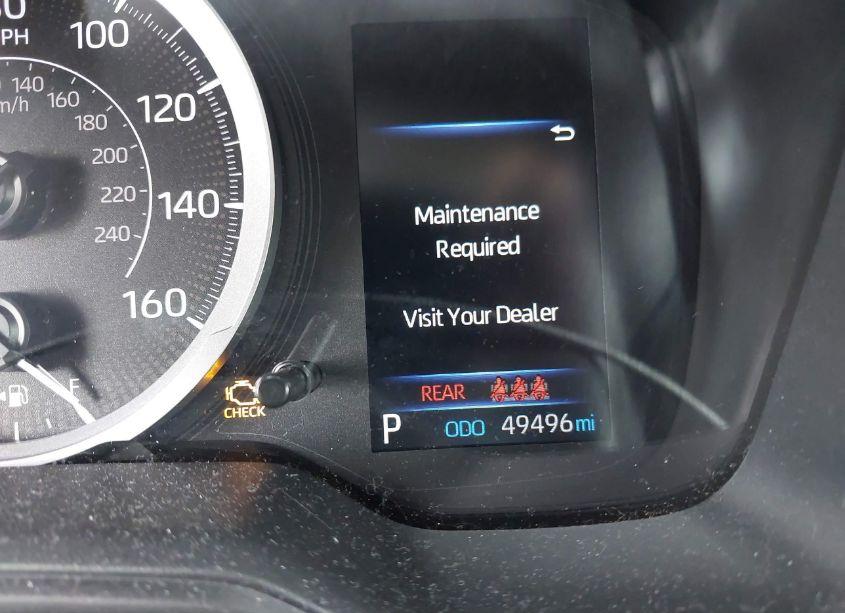 100
120
140
160
140
160
180
200
220
240
F
CHECK
Maintenance
Required
Visit Your Dealer
REAR
P ODO 49496 mi